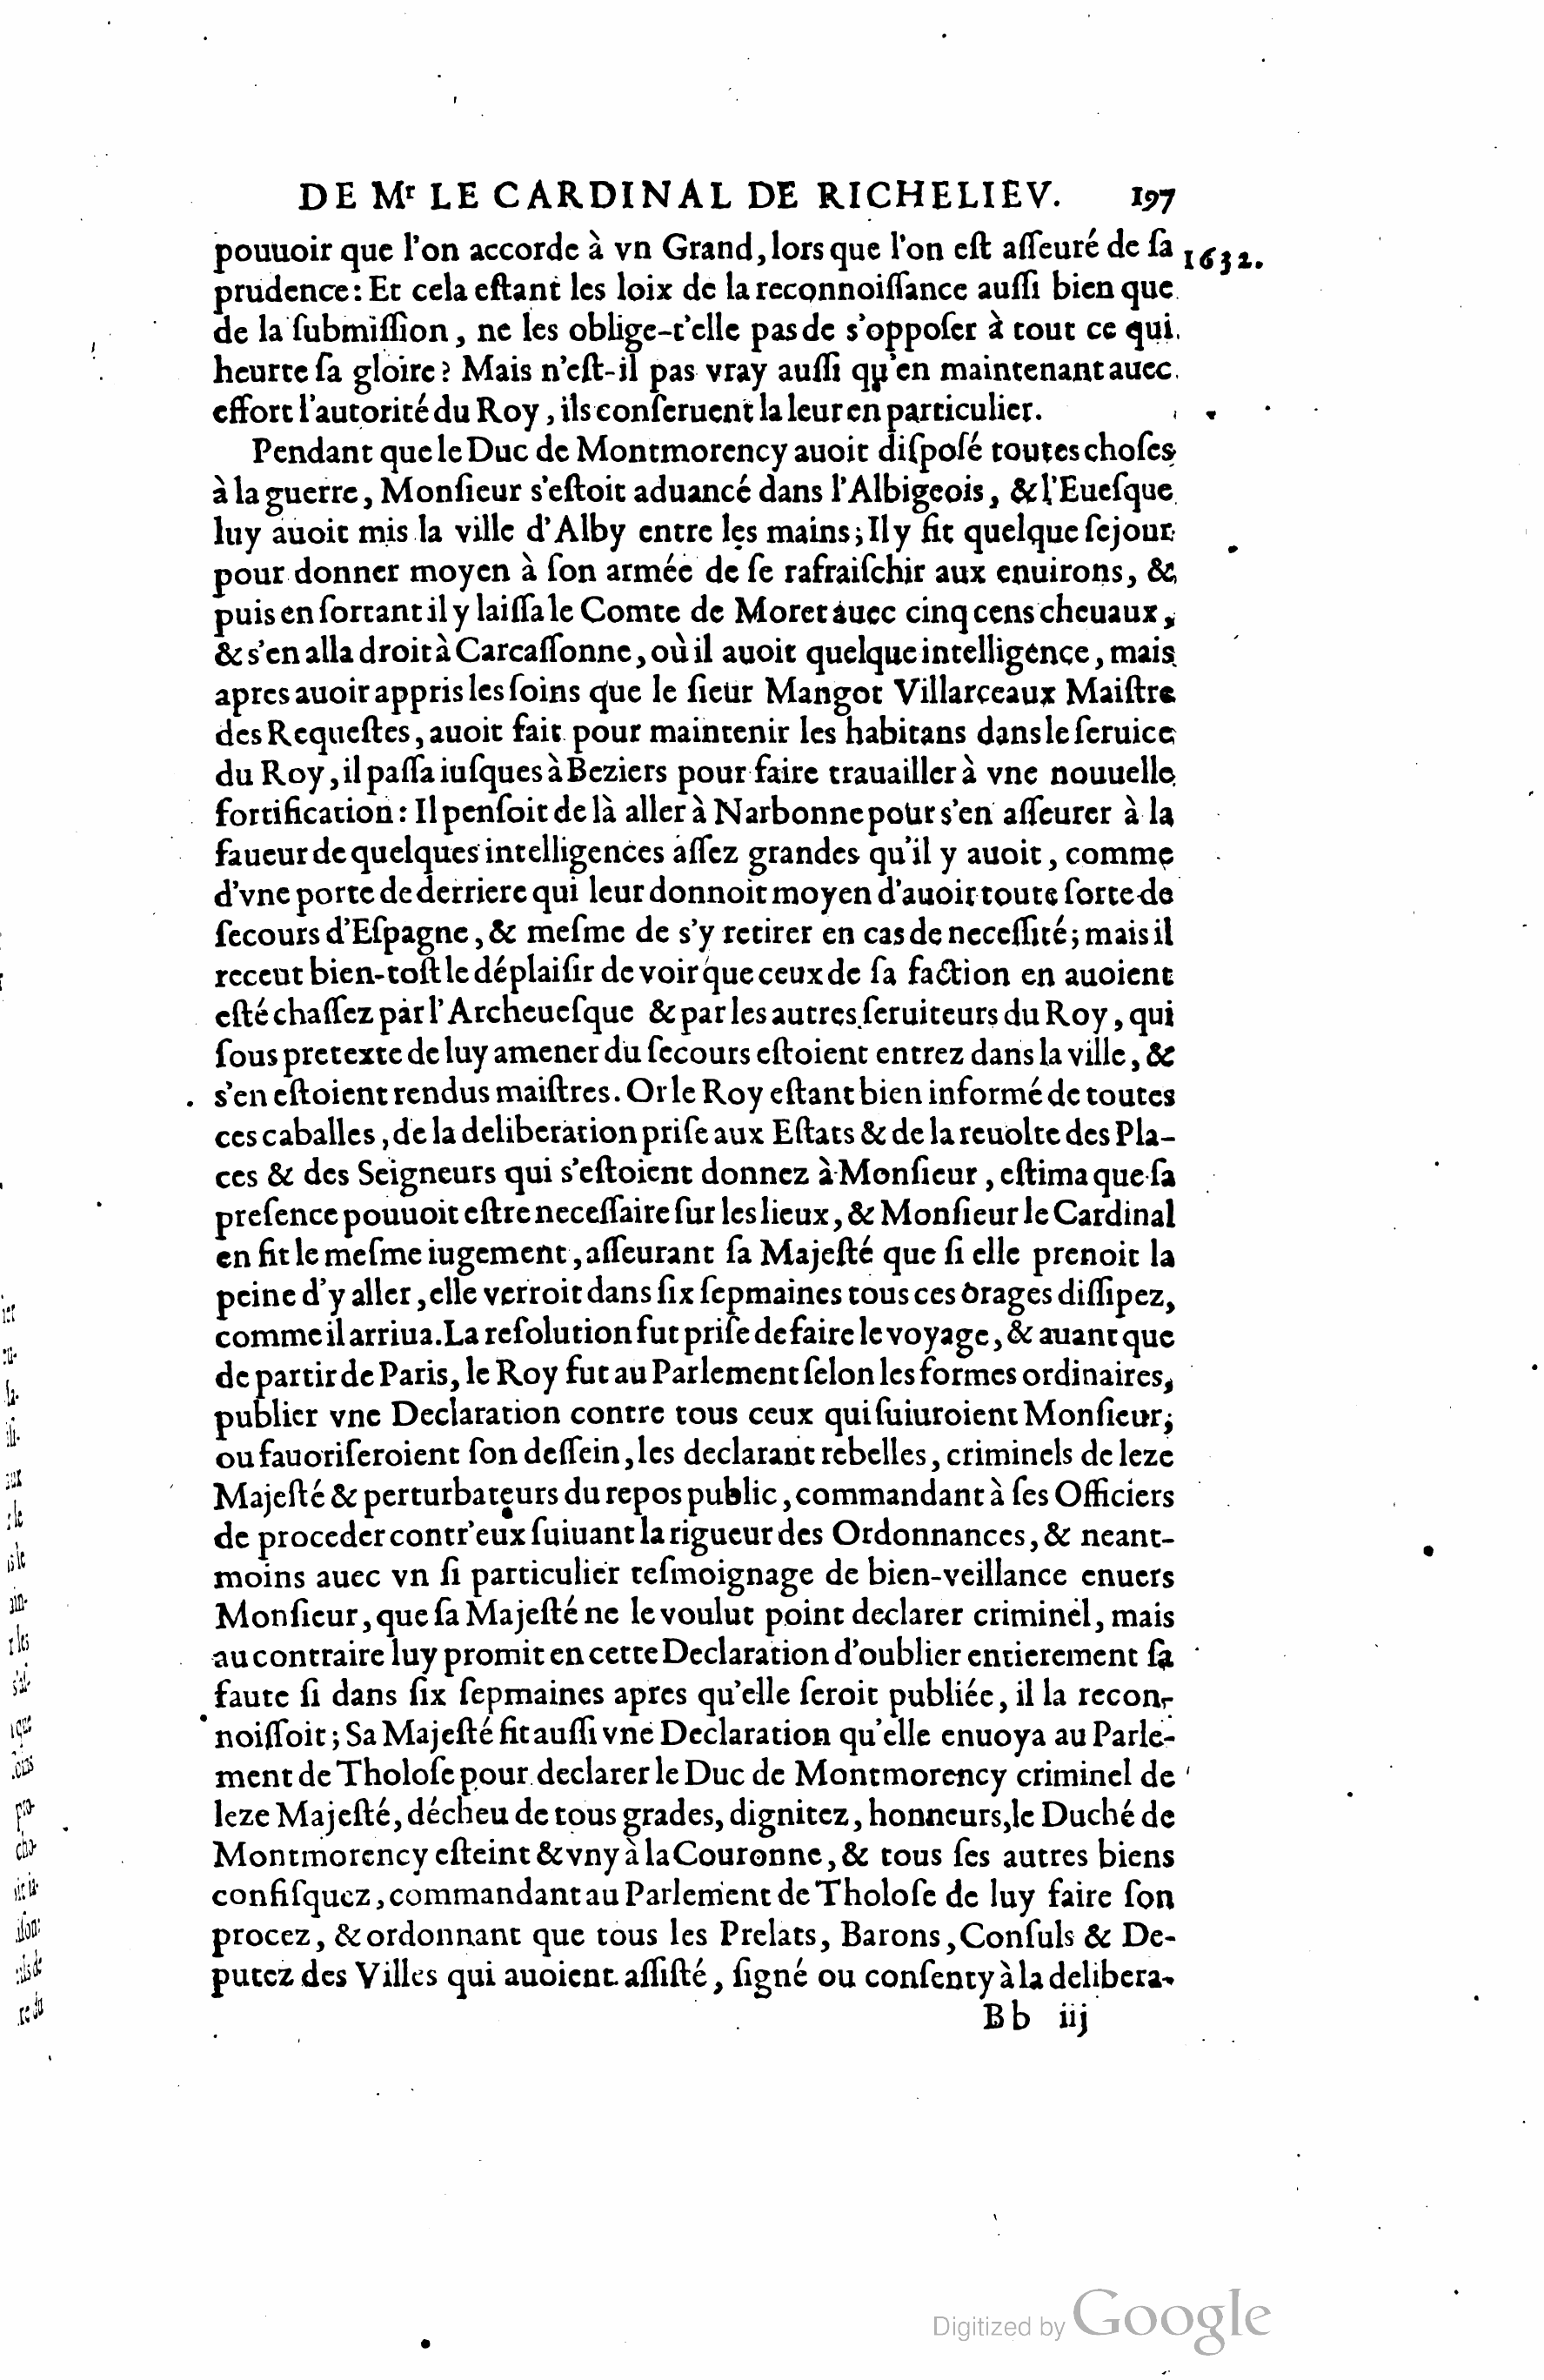 DE Mr LE CARDINAL DE RICHELIEV. 197
pouuoir que l'on accorde à vn Grand, lors que l'on eſt aſſeuré de ſa 1632.
prudence: Et cela eſtant les loix de la reconnoiſſance auſſi bien que
de la ſubmiſſion, ne les oblige-t'elle pas de s'oppoſer à tout ce qui
heurte ſa gloire? Mais n'eſt-il pas vray auſſi qu'en maintenant auec
effort l'autorité du Roy, ils conſeruent la leur en particulier.
Pendant que le Duc de Montmorency auoit diſpoſé toutes choſes
à la guerre, Monſieur s'eſtoit aduancé dans l'Albigeois, & l'Eueſque
luy auoit mis la ville d'Alby entre les mains; Il y fit quelque ſejour
pour donner moyen à ſon armée de ſe rafraiſchir aux enuirons, &
puis en ſortant il y laiſſa le Comte de Moret auec cinq cens cheuaux,
& s'en alla droit à Carcaſſonne, où il auoit quelque intelligence, mais
apres auoir appris les ſoins que le ſieur Mangot Villarceaux Maiſtre
des Requeſtes, auoit fait pour maintenir les habitans dans le ſeruice
du Roy, il paſſa iuſques à Beziers pour faire trauailler à vne nouuelle
fortification: Il penſoit de là aller à Narbonne pour s'en aſſeurer à la
faueur de quelques intelligences aſſez grandes qu'il y auoit, comme
d'vne porte de derriere qui leur donnoit moyen d'auoir toute ſorte de
ſecours d'Eſpagne, & meſme de s'y retirer en cas de neceſſité; mais il
receut bien-toſt le déplaiſir de voir que ceux de ſa faction en auoient
eſté chaſſez par l'Archeueſque & par les autres ſeruiteurs du Roy, qui
ſous pretexte de luy amener du ſecours eſtoient entrez dans la ville, &
s'en eſtoient rendus maiſtres. Or le Roy eſtant bien informé de toutes
ces caballes, de la deliberation priſe aux Eſtats & de la reuolte des Pla-
ces & des Seigneurs qui s'eſtoient donnez à Monſieur, eſtima que ſa
preſence pouuoit eſtre neceſſaire ſur les lieux, & Monſieur le Cardinal
en fit le meſme iugement, aſſeurant ſa Majeſté que ſi elle prenoit la
peine d'y aller, elle verroit dans ſix ſepmaines tous ces orages diſſipez,
comme il arriua. La reſolution fut priſe de faire le voyage, & auant que
de partir de Paris, le Roy fut au Parlement ſelon les formes ordinaires,
publier vne Declaration contre tous ceux qui ſuiuroient Monſieur,
ou fauoriſeroient ſon deſſein, les declarant rebelles, criminels de leze
Majeſté & perturbateurs du repos public, commandant à ſes Officiers
de proceder contr'eux ſuiuant la rigueur des Ordonnances, & neant-
moins auec vn ſi particulier teſmoignage de bien-veillance enuers
Monſieur, que ſa Majeſté ne le voulut point declarer criminel, mais
au contraire luy promit en cette Declaration d'oublier entierement ſa
faute ſi dans ſix ſepmaines apres qu'elle ſeroit publiée, il la recon-
noiſſoit; Sa Majeſté fit auſſi vne Declaration qu'elle enuoya au Parle-
ment de Tholoſe pour declarer le Duc de Montmorency criminel de
leze Majeſté, décheu de tous grades, dignitez, honneurs, le Duché de
Montmorency eſteint & vny à la Couronne, & tous ſes autres biens
confiſquez, commandant au Parlement de Tholoſe de luy faire ſon
procez, & ordonnant que tous les Prelats, Barons, Conſuls & De-
putez des Villes qui auoient aſſiſté, ſigné ou conſenty à la delibera-
Bb iij
Digitized by Google